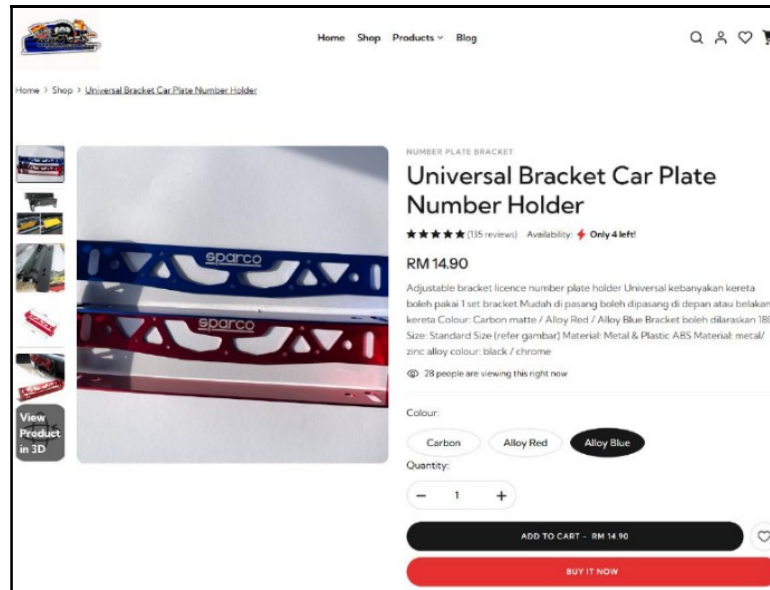 Home Shop Products Blog
Home > Shop > Universal Bracket Car Plate Number Holder
NUMBER PLATE BRACKET
Universal Bracket Car Plate
Number Holder
(135 reviews) Availability: Only 4 left!
RM 14.90
Adjustable bracket licence number plate holder Universal kebanyakan kereta
boleh pakai 1 set bracket Mudah di pasang boleh dipasang di depan atau belakan
kereta Colour: Carbon matte / Alloy Red / Alloy Blue Bracket boleh dilaraskan 180
Size: Standard Size (refer gambar) Material: Metal & Plastic ABS Material: metal/
zinc alloy colour: black / chrome
28 people are viewing this right now
sparco
sparco
View
Product
in 3D
Colour:
Carbon Alloy Red Alloy Blue
Quantity:
− 1 +
ADD TO CART - RM 14.90
BUY IT NOW